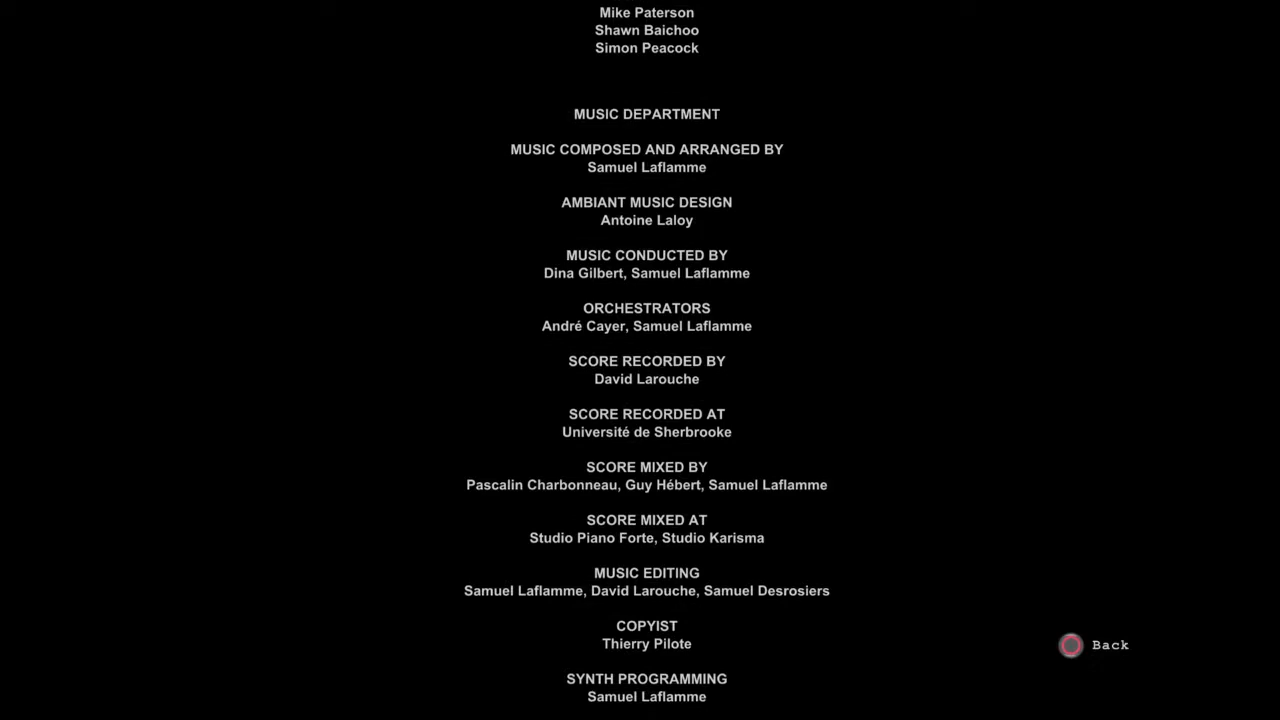 Mike Paterson
Shawn Baichoo
Simon Peacock
MUSIC DEPARTMENT
MUSIC COMPOSED AND ARRANGED BY
Samuel Laflamme
AMBIANT MUSIC DESIGN
Antoine Laloy
MUSIC CONDUCTED BY
Dina Gilbert, Samuel Laflamme
ORCHESTRATORS
André Cayer, Samuel Laflamme
SCORE RECORDED BY
David Larouche
SCORE RECORDED AT
Université de Sherbrooke
SCORE MIXED BY
Pascalin Charbonneau, Guy Hébert, Samuel Laflamme
SCORE MIXED AT
Studio Piano Forte, Studio Karisma
MUSIC EDITING
Samuel Laflamme, David Larouche, Samuel Desrosiers
COPYIST
Thierry Pilote
Back
SYNTH PROGRAMMING
Samuel Laflamme